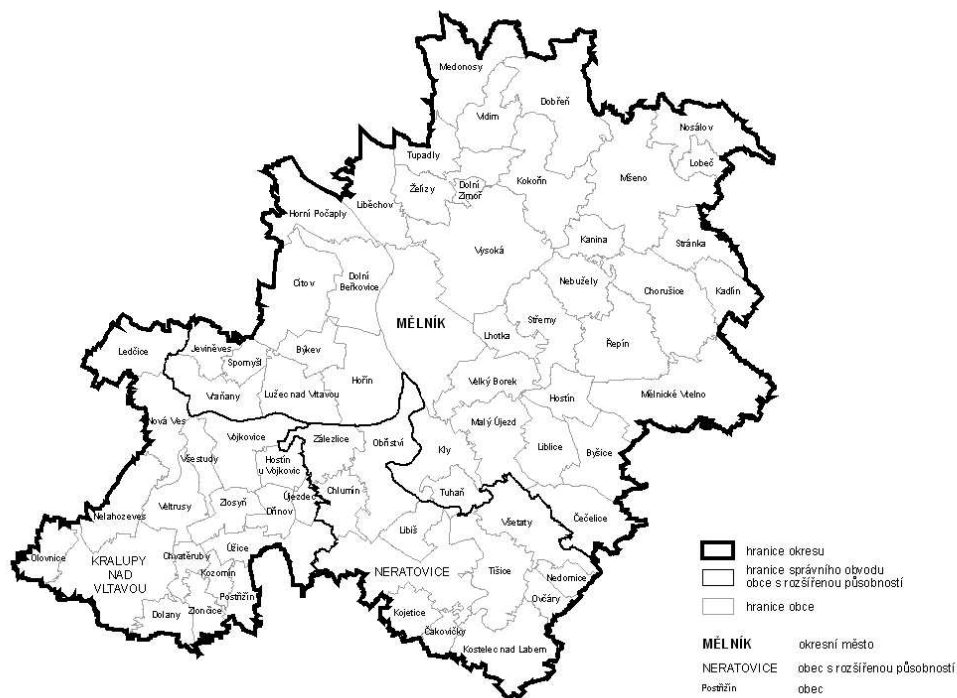 Medonosy
Dobřeň
Vidim
Nosálov
Lobeč
Tupadly
Želízy
Dolní
Zimoř
Kokořín
Mšeno
Liběchov
Horní Počaply
Vysoká
Kanina
Stránka
Cítov
Dolní
Beřkovice
Nebužely
Chorušice
Kadlín
MĚLNÍK
Střemy
Lhotka
Řepín
Ledčice
Jeviněves
Spomyšl
Býkev
Hořín
Vraňany
Lužec nad Vltavou
Velký Borek
Hostín
Mělnické Vtelno
Nová Ves
Vojkovice
Zálezlice
Obříství
Malý Újezd
Liblice
Byšice
Všestudy
Hostín
u Vojkovic
Kly
Chlumín
Tuhaň
Nelahozeves
Veltrusy
Zlosyň
Újezdec
Dřínov
Libiš
Všetaty
Čečelice
Olovnice
KRALUPY
NAD
VLTAVOU
Chvatěruby
Úžice
Kozomín
Postřižín
NERATOVICE
Tišice
Nedomice
Ovčáry
Dolany
Zlončice
Kojetice
Čakovičky
Kostelec nad Labem
hranice okresu
hranice správního obvodu
obce s rozšířenou působností
hranice obce
MĚLNÍK okresní město
NERATOVICE obec s rozšířenou působností
Postřižín obec